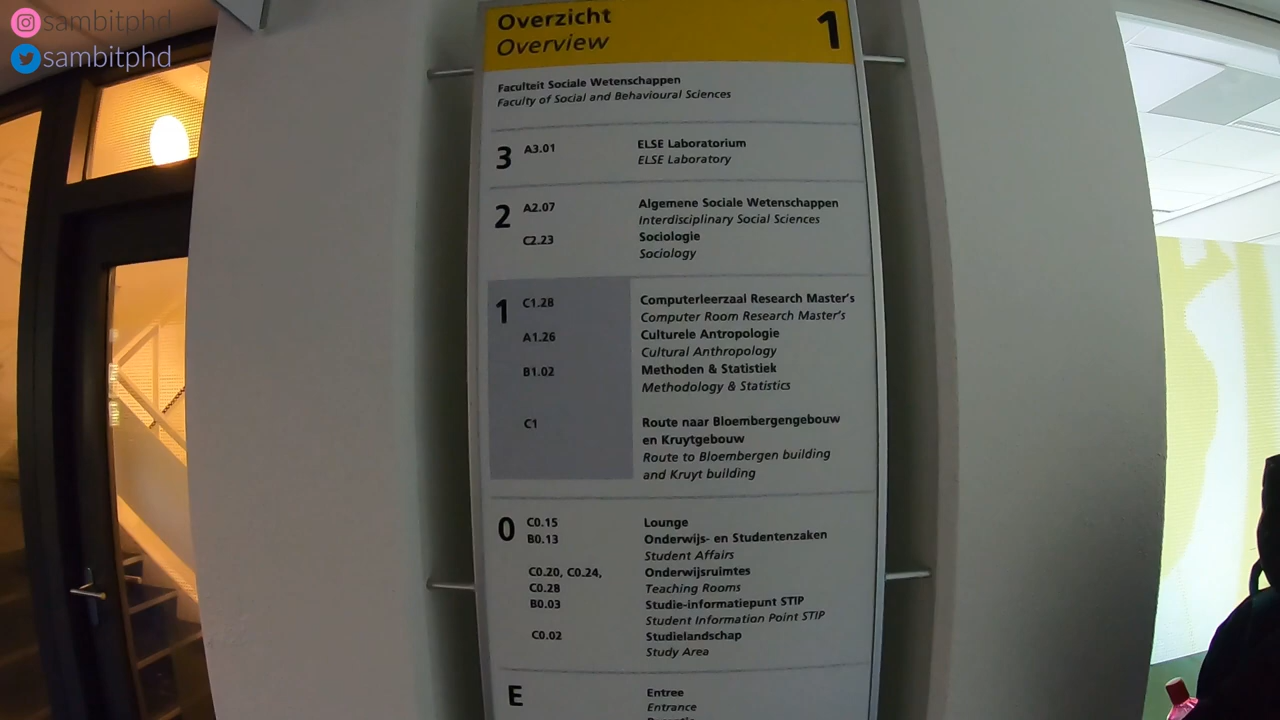 sambitphd
sambitphd
Overzicht
Overview
1
Faculteit Sociale Wetenschappen
Faculty of Social and Behavioural Sciences
3 A3.01 ELSE Laboratorium
ELSE Laboratory
2 A2.07 Algemene Sociale Wetenschappen
Interdisciplinary Social Sciences
C2.23 Sociologie
Sociology
1 C1.28 Computerleerzaal Research Master's
Computer Room Research Master's
A1.26 Culturele Antropologie
Cultural Anthropology
B1.02 Methoden & Statistiek
Methodology & Statistics
C1 Route naar Bloembergengebouw
en Kruytgebouw
Route to Bloembergen building
and Kruyt building
0 C0.15 Lounge
B0.13 Onderwijs- en Studentenzaken
Student Affairs
C0.20, C0.24, Onderwijsruimtes
C0.28 Teaching Rooms
B0.03 Studie-informatiepunt STIP
Student Information Point STIP
C0.02 Studielandschap
Study Area
E Entree
Entrance